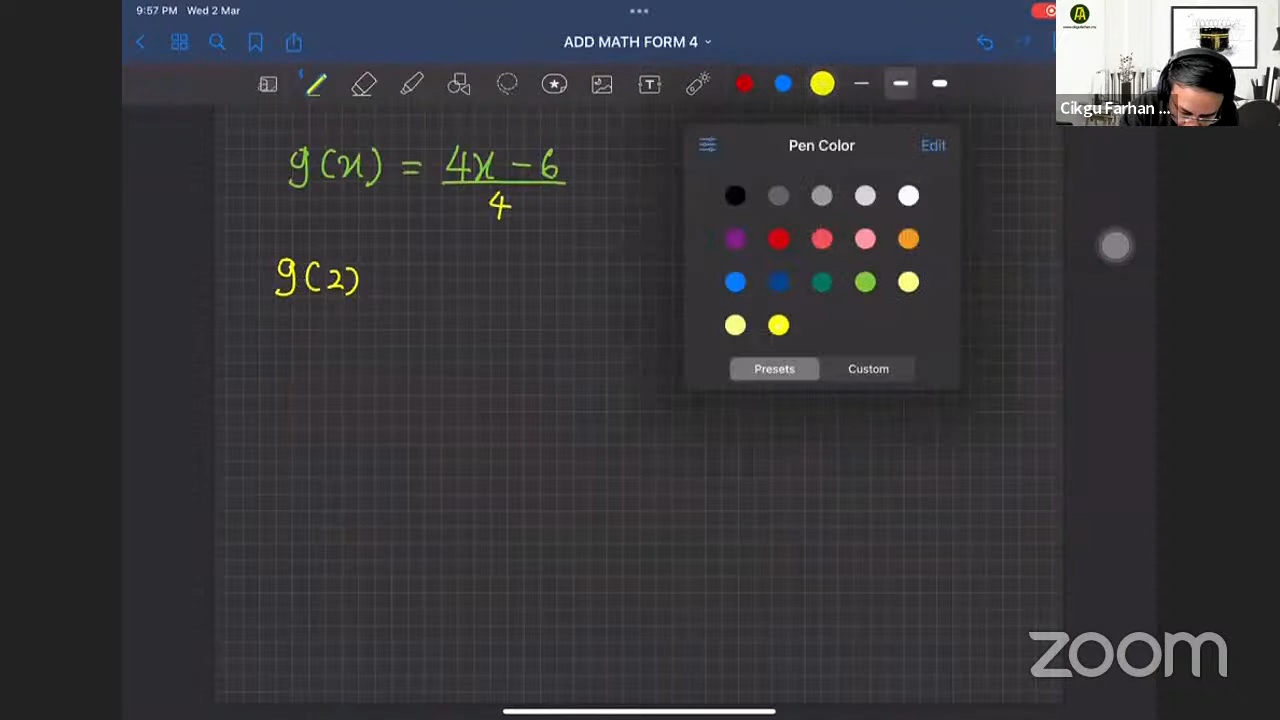 9:57 PM Wed 2 Mar
ADD MATH FORM 4
g(x) = 4x - 6
4
g(2)
Pen Color
Edit
Presets
Custom
Cikgu Farhan ...
zoom